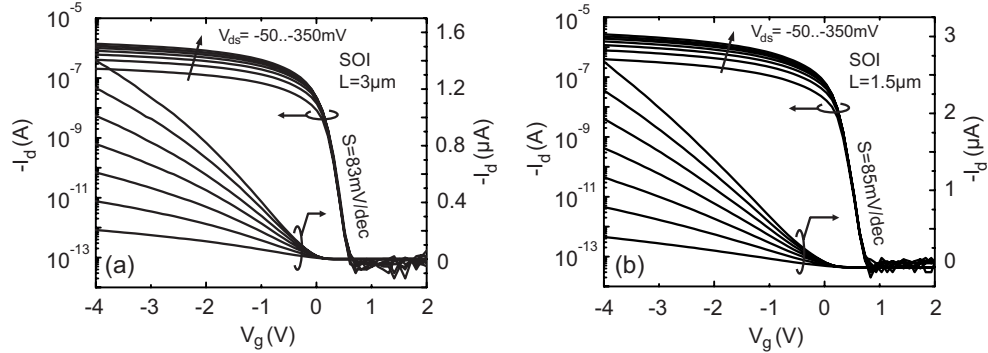 10⁻⁵
10⁻⁷
10⁻⁹
10⁻¹¹
10⁻¹³
-I_d (A)
V_ds= -50..-350mV
SOI
L=3µm
S=83mV/dec
(a)
1.6
1.2
0.8
0.4
0
-I_d (µA)
-4 -3 -2 -1 0 1 2
V_g (V)
10⁻⁵
10⁻⁷
10⁻⁹
10⁻¹¹
10⁻¹³
-I_d (A)
V_ds= -50..-350mV
SOI
L=1.5µm
S=85mV/dec
(b)
3
2
1
0
-I_d (µA)
-4 -3 -2 -1 0 1 2
V_g (V)